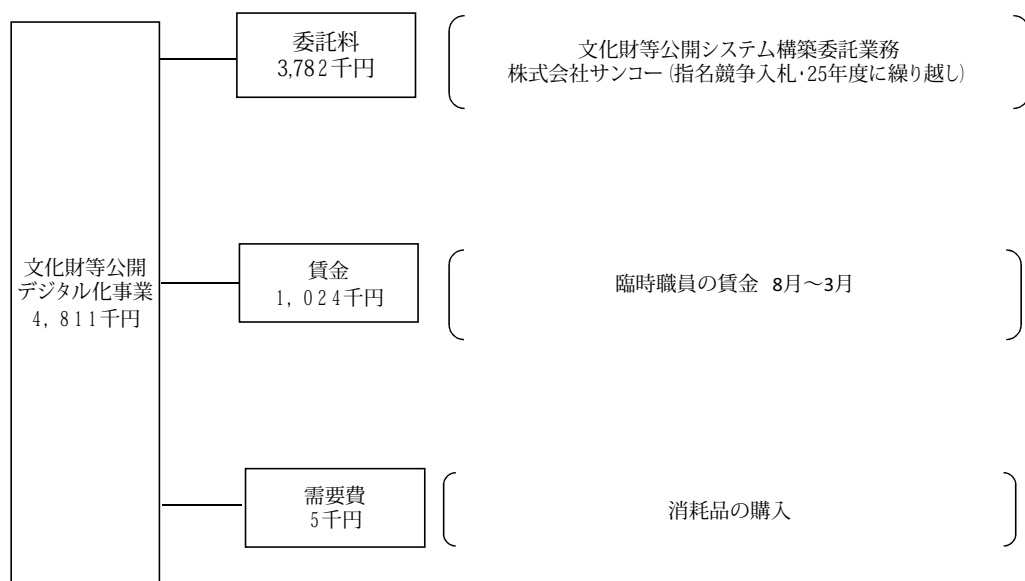 委託料
3,782千円
文化財等公開システム構築委託業務
株式会社サンコー(指名競争入札・25年度に繰り越し)
文化財等公開
デジタル化事業
4,811千円
賃金
1,024千円
臨時職員の賃金 8月～3月
需要費
5千円
消耗品の購入